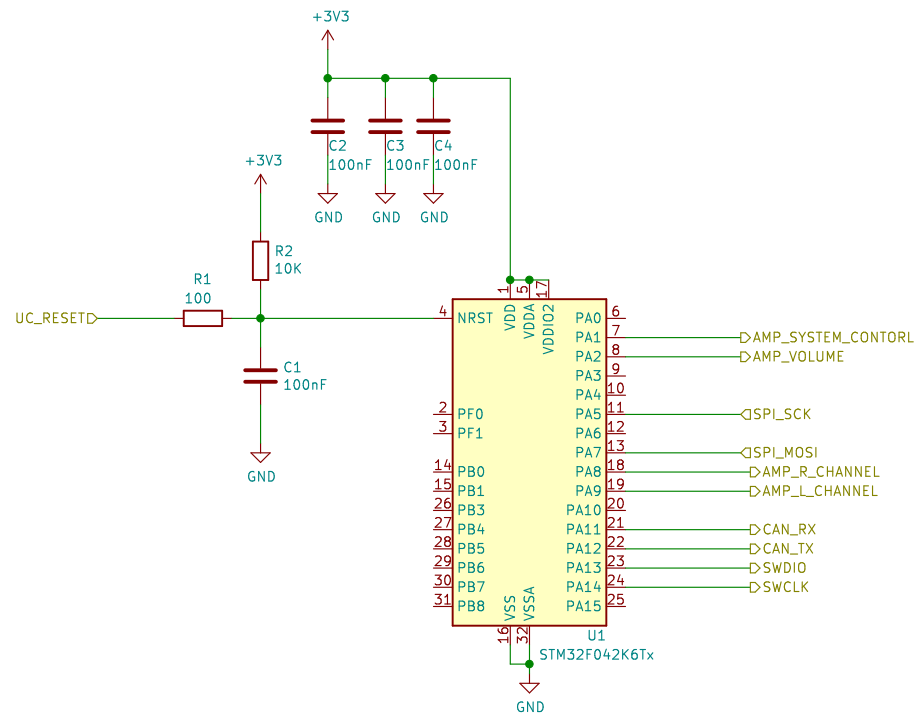 +3V3
C2
100nF
C3
100nF
C4
100nF
GND
GND
GND
+3V3
R2
10K
R1
100
UC_RESET
C1
100nF
GND
1
VDD
5
VDDA
17
VDDIO2
4 NRST
2 PF0
3 PF1
14 PB0
15 PB1
26 PB3
27 PB4
28 PB5
29 PB6
30 PB7
31 PB8
PA0 6
PA1 7 AMP_SYSTEM_CONTORL
PA2 8 AMP_VOLUME
PA3 9
PA4 10
PA5 11 SPI_SCK
PA6 12
PA7 13 SPI_MOSI
PA8 18 AMP_R_CHANNEL
PA9 19 AMP_L_CHANNEL
PA10 20
PA11 21 CAN_RX
PA12 22 CAN_TX
PA13 23 SWDIO
PA14 24 SWCLK
PA15 25
VSS
16
VSSA
32
U1
STM32F042K6Tx
GND